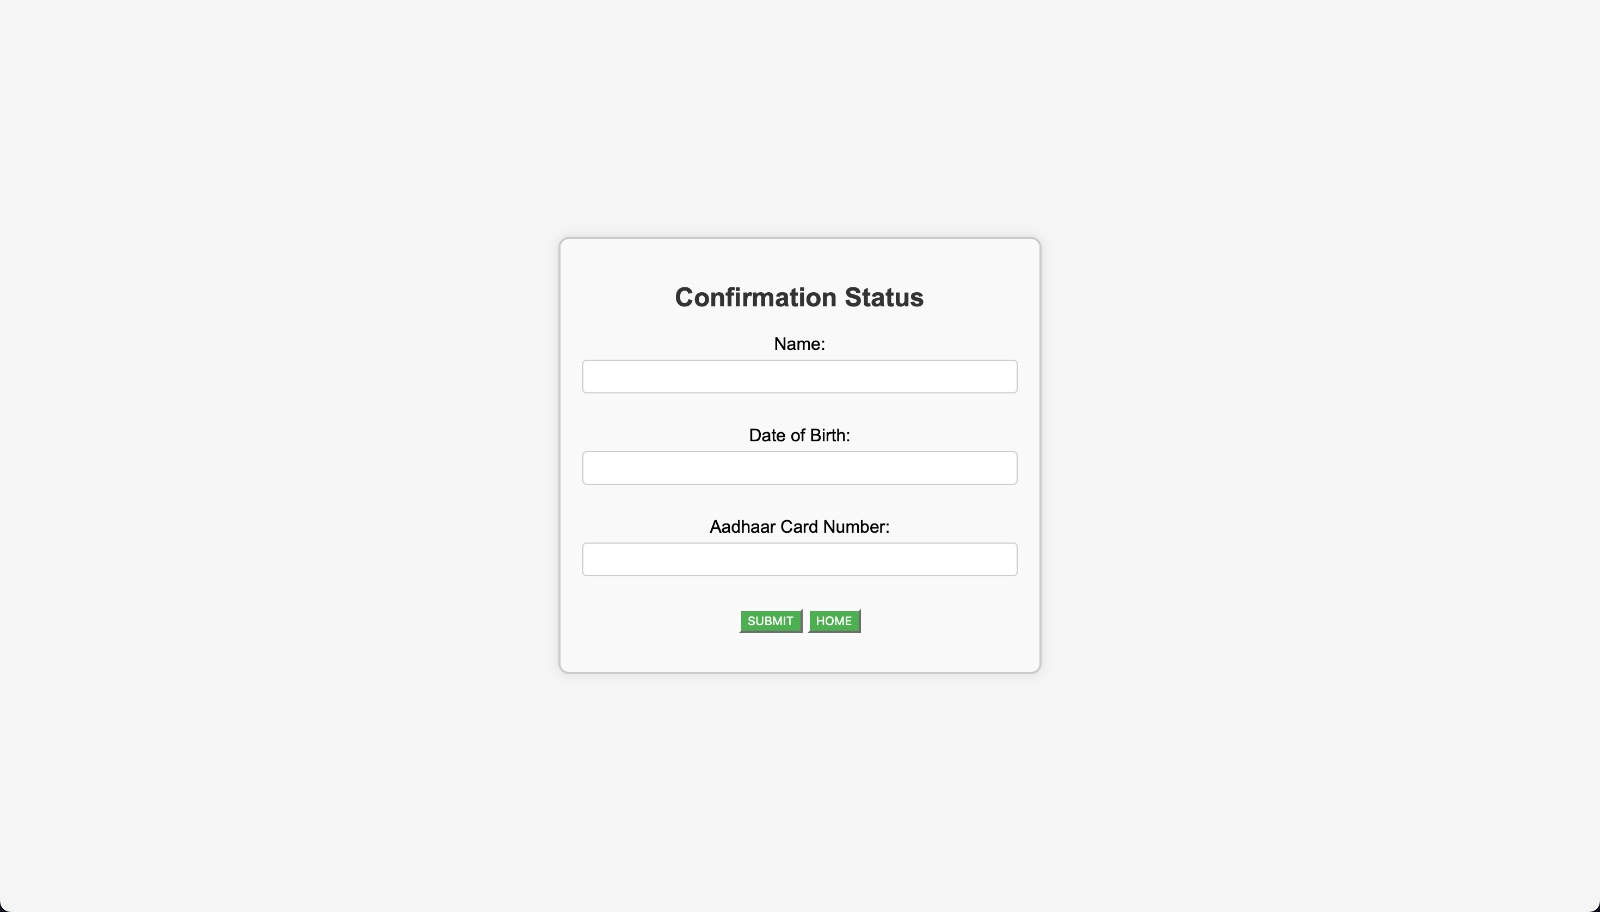 Confirmation Status
Name:
Date of Birth:
Aadhaar Card Number:
SUBMIT HOME